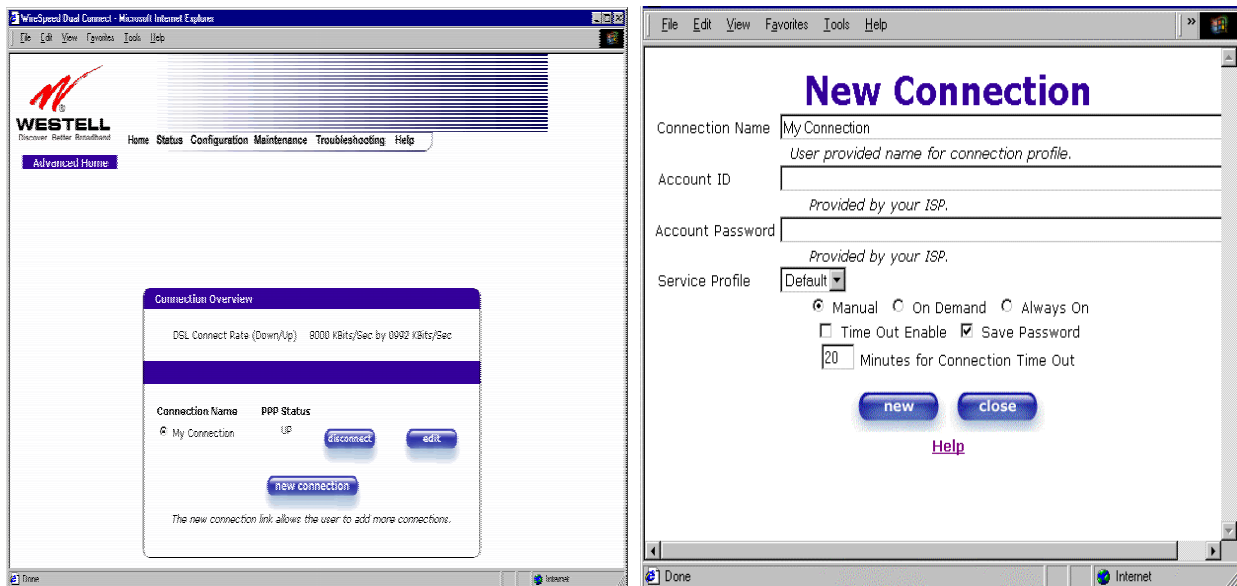 WireSpeed Dual Connect - Microsoft Internet Explorer
File Edit View Favorites Tools Help
WESTELL
Discover Better Broadband
Home Status Configuration Maintenance Troubleshooting Help
Advanced Home
Connection Overview
DSL Connect Rate (Down/Up) 8000 KBits/Sec by 0992 KBits/Sec
Connection Name PPP Status
My Connection UP disconnect edit
new connection
The new connection link allows the user to add more connections.
Done Internet
File Edit View Favorites Tools Help »
New Connection
Connection Name My Connection
User provided name for connection profile.
Account ID
Provided by your ISP.
Account Password
Provided by your ISP.
Service Profile Default
Manual On Demand Always On
Time Out Enable Save Password
20 Minutes for Connection Time Out
new close
Help
Done Internet